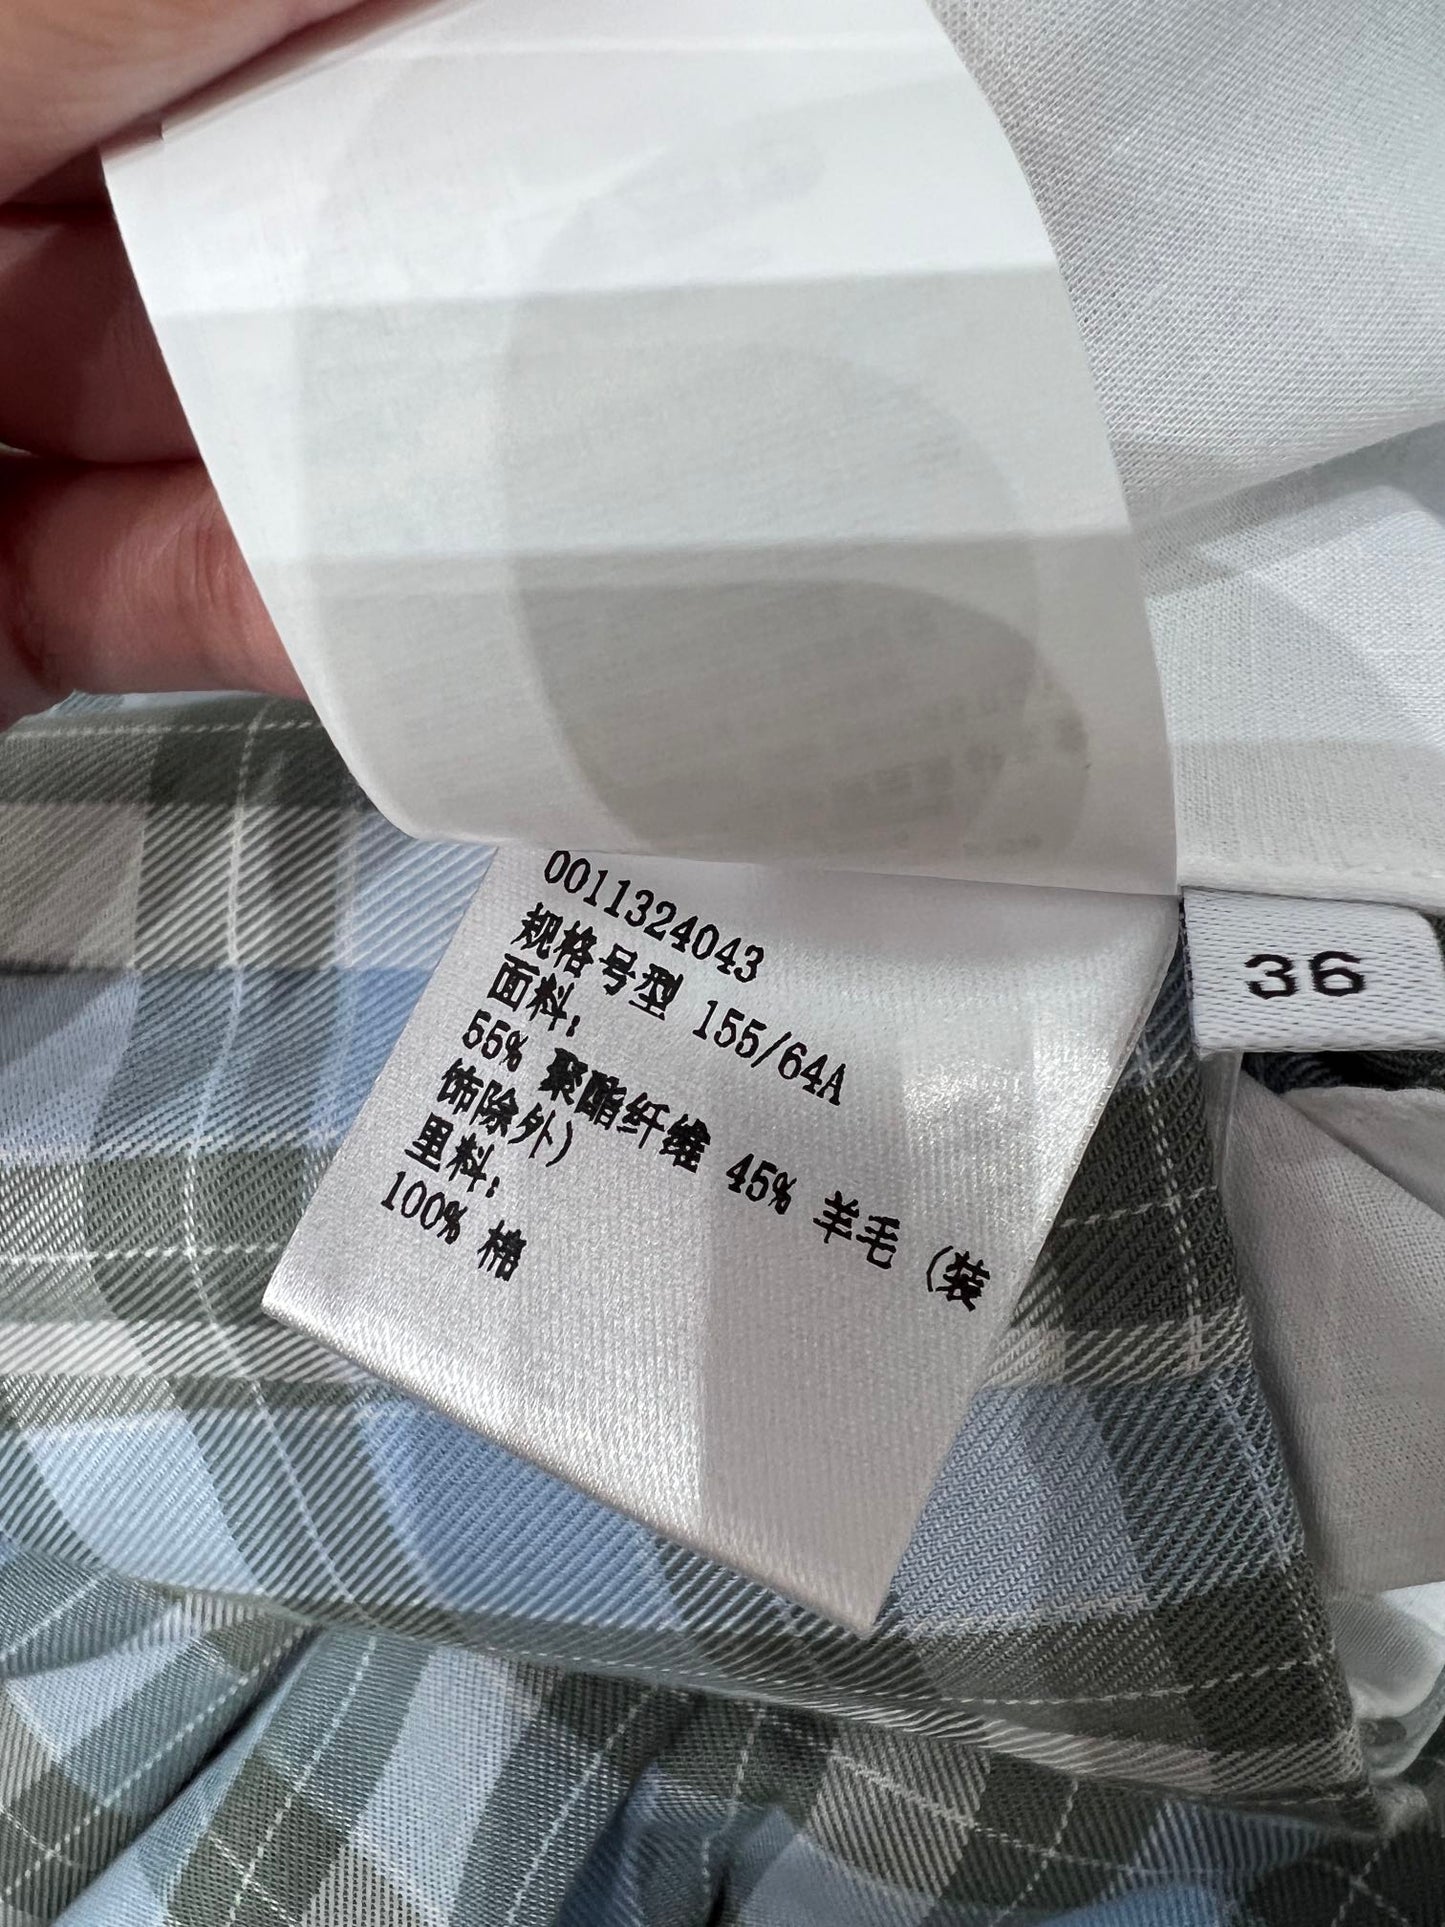 0011324043
规格号型 155/64A
面料:
55% 聚酯纤维 45% 羊毛 (装
饰除外)
里料:
100% 棉
36